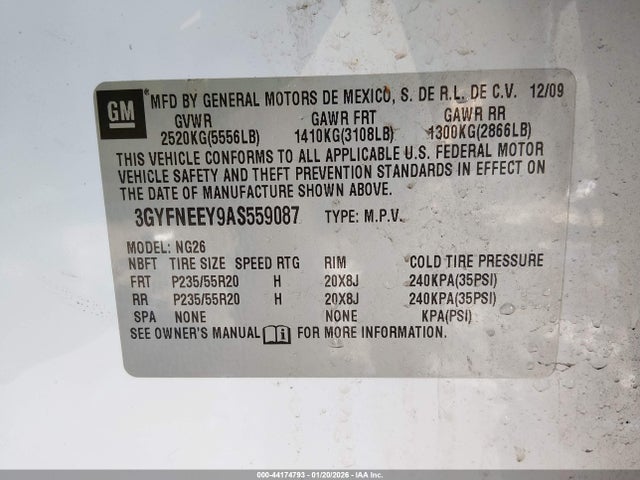 GM
MFD BY GENERAL MOTORS DE MEXICO, S. DE R.L. DE C.V. 12/09
GVWR GAWR FRT GAWR RR
2520KG(5556LB) 1410KG(3108LB) 1300KG(2866LB)
THIS VEHICLE CONFORMS TO ALL APPLICABLE U.S. FEDERAL MOTOR
VEHICLE SAFETY AND THEFT PREVENTION STANDARDS IN EFFECT ON
THE DATE OF MANUFACTURE SHOWN ABOVE.
3GYFNEEY9AS559087 TYPE: M.P.V.
MODEL: NG26
NBFT TIRE SIZE SPEED RTG RIM COLD TIRE PRESSURE
FRT P235/55R20 H 20X8J 240KPA(35PSI)
RR P235/55R20 H 20X8J 240KPA(35PSI)
SPA NONE NONE KPA(PSI)
SEE OWNER'S MANUAL i FOR MORE INFORMATION.
000-44174793 - 01/20/2026 - IAA Inc.